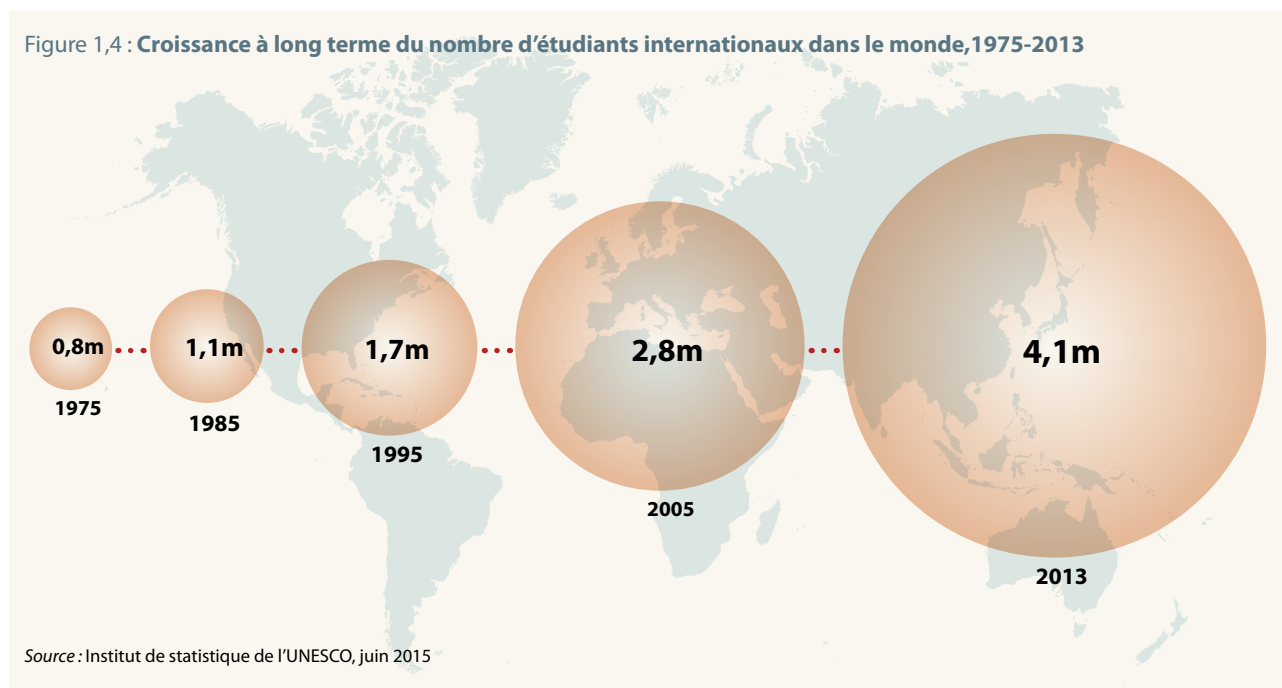 Figure 1,4 : Croissance à long terme du nombre d’étudiants internationaux dans le monde,1975-2013
0,8m
1975
1,1m
1985
1,7m
1995
2,8m
2005
4,1m
2013
Source : Institut de statistique de l’UNESCO, juin 2015